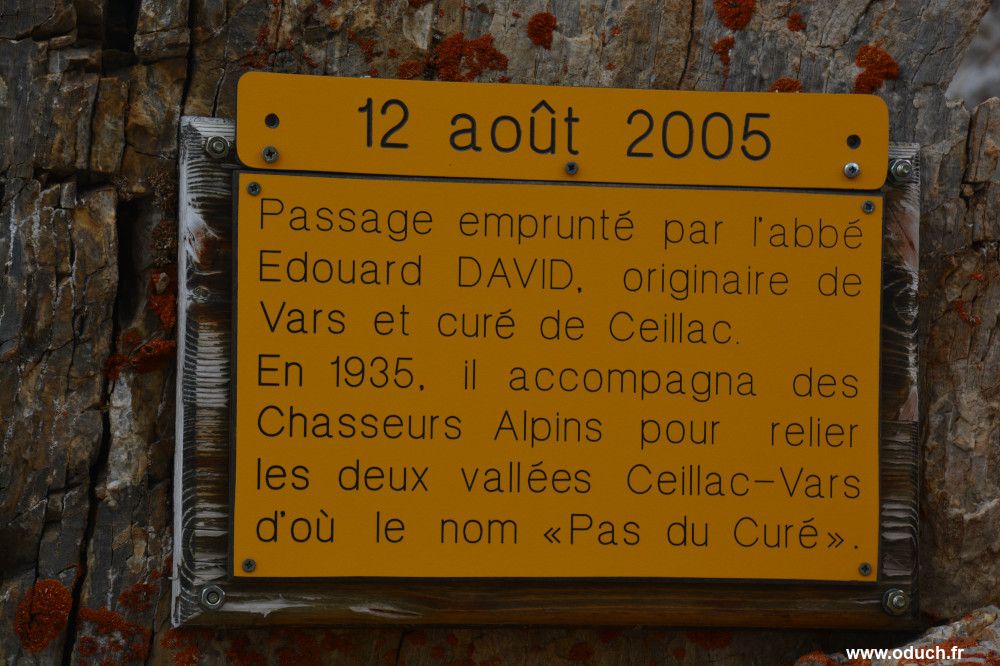 12 août 2005
Passage emprunté par l'abbé
Edouard DAVID, originaire de
Vars et curé de Ceillac.
En 1935, il accompagna des
Chasseurs Alpins pour relier
les deux vallées Ceillac-Vars
d'où le nom «Pas du Curé».
www.oduch.fr